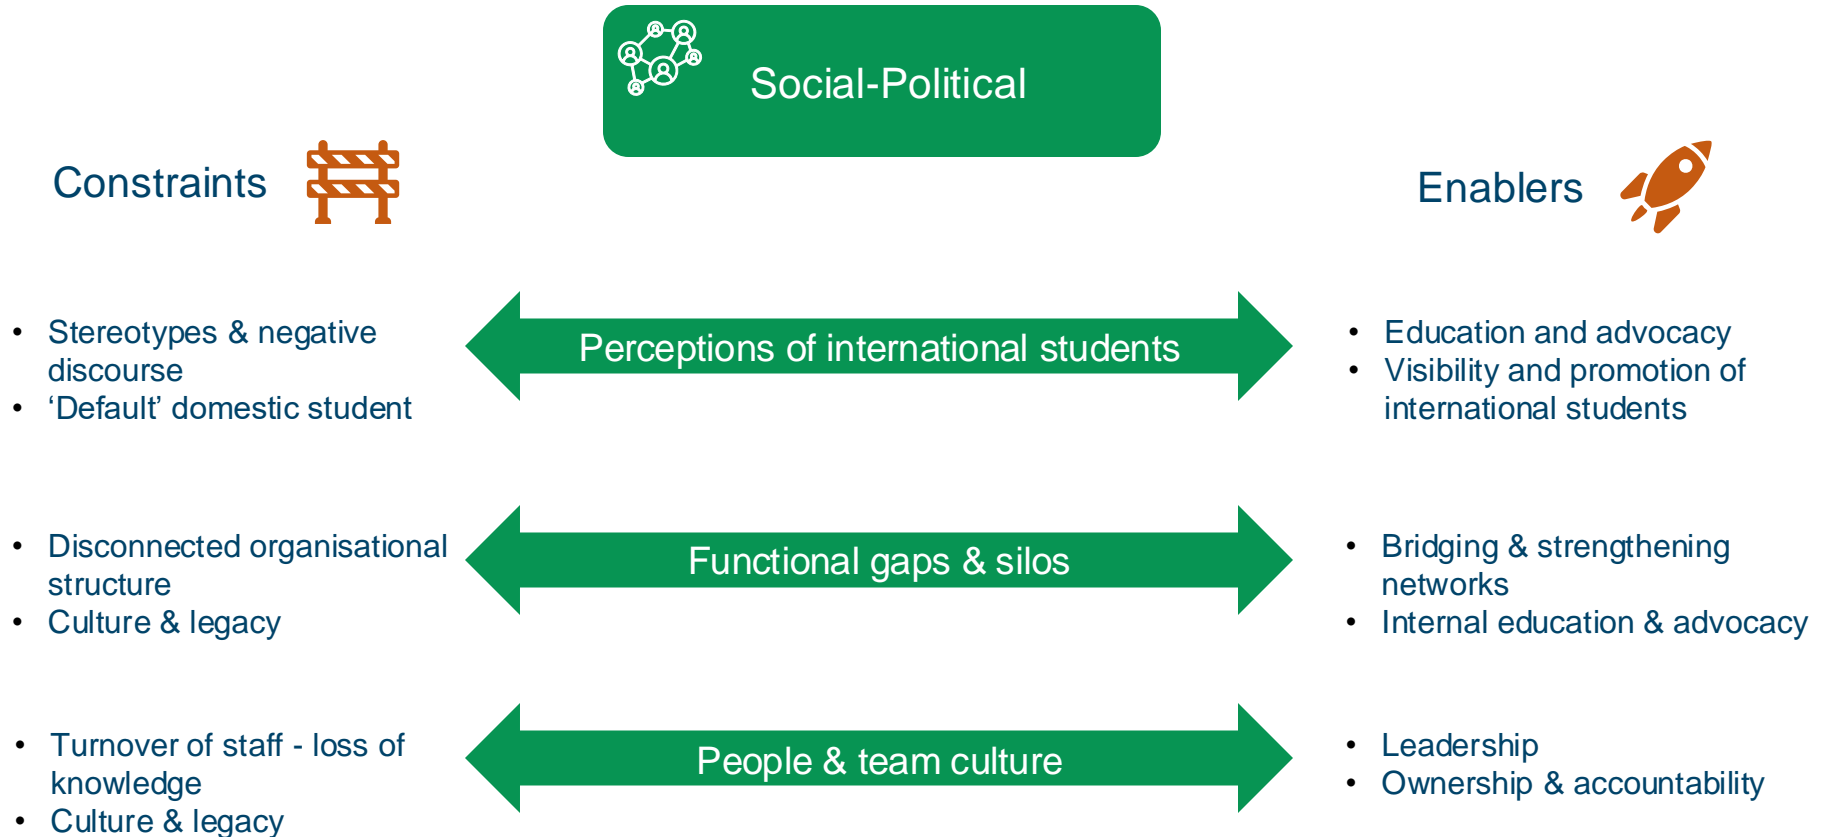 Social-Political
Constraints
Enablers
• Stereotypes & negative
discourse
• ‘Default’ domestic student
Perceptions of international students
• Education and advocacy
• Visibility and promotion of
international students
• Disconnected organisational
structure
• Culture & legacy
Functional gaps & silos
• Bridging & strengthening
networks
• Internal education & advocacy
• Turnover of staff - loss of
knowledge
• Culture & legacy
People & team culture
• Leadership
• Ownership & accountability